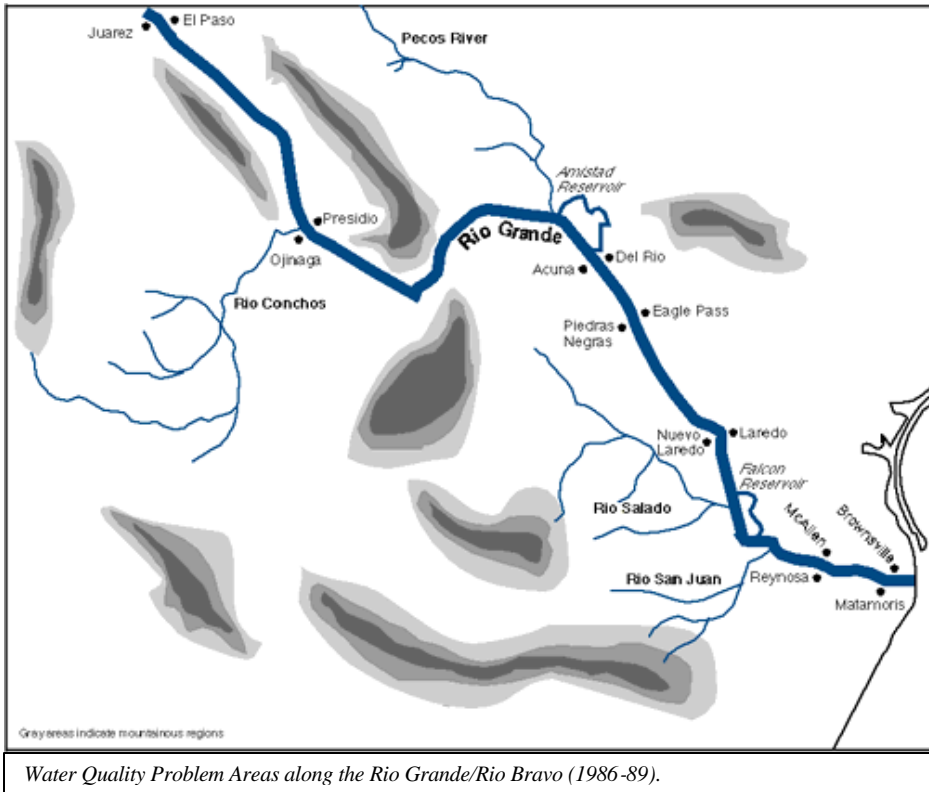 El Paso
Juarez
Pecos River
Amistad
Reservoir
Presidio
Rio Grande
Ojinaga
Del Rio
Acuna
Rio Conchos
Eagle Pass
Piedras
Negras
Laredo
Nuevo
Laredo
Falcon
Reservoir
Rio Salado
McAllen
Brownsville
Rio San Juan
Reynosa
Matamoris
Gray areas indicate mountainous regions
Water Quality Problem Areas along the Rio Grande/Rio Bravo (1986-89).